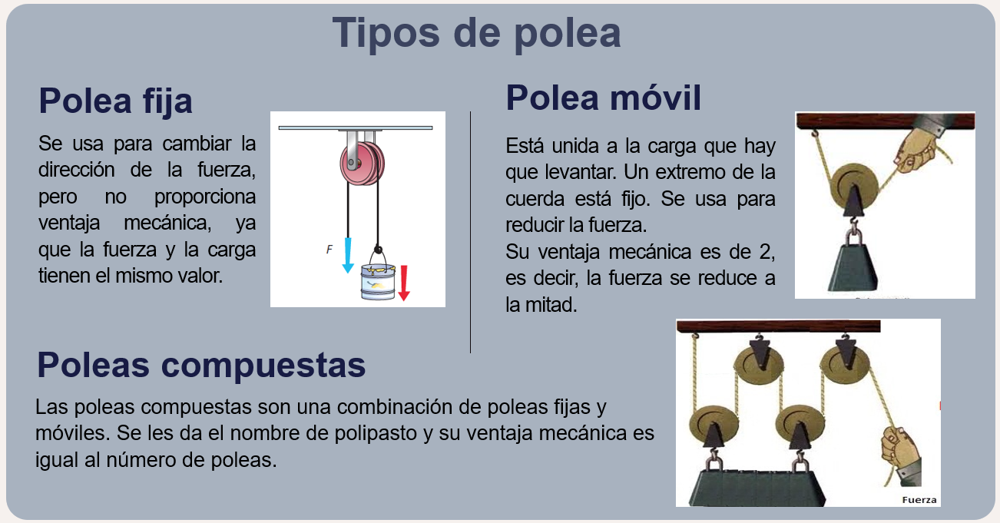 Tipos de polea
Polea fija
Se usa para cambiar la
dirección de la fuerza,
pero no proporciona
ventaja mecánica, ya
que la fuerza y la carga
tienen el mismo valor.
F
Polea móvil
Está unida a la carga que hay
que levantar. Un extremo de la
cuerda está fijo. Se usa para
reducir la fuerza.
Su ventaja mecánica es de 2,
es decir, la fuerza se reduce a
la mitad.
Poleas compuestas
Las poleas compuestas son una combinación de poleas fijas y
móviles. Se les da el nombre de polipasto y su ventaja mecánica es
igual al número de poleas.
Fuerza